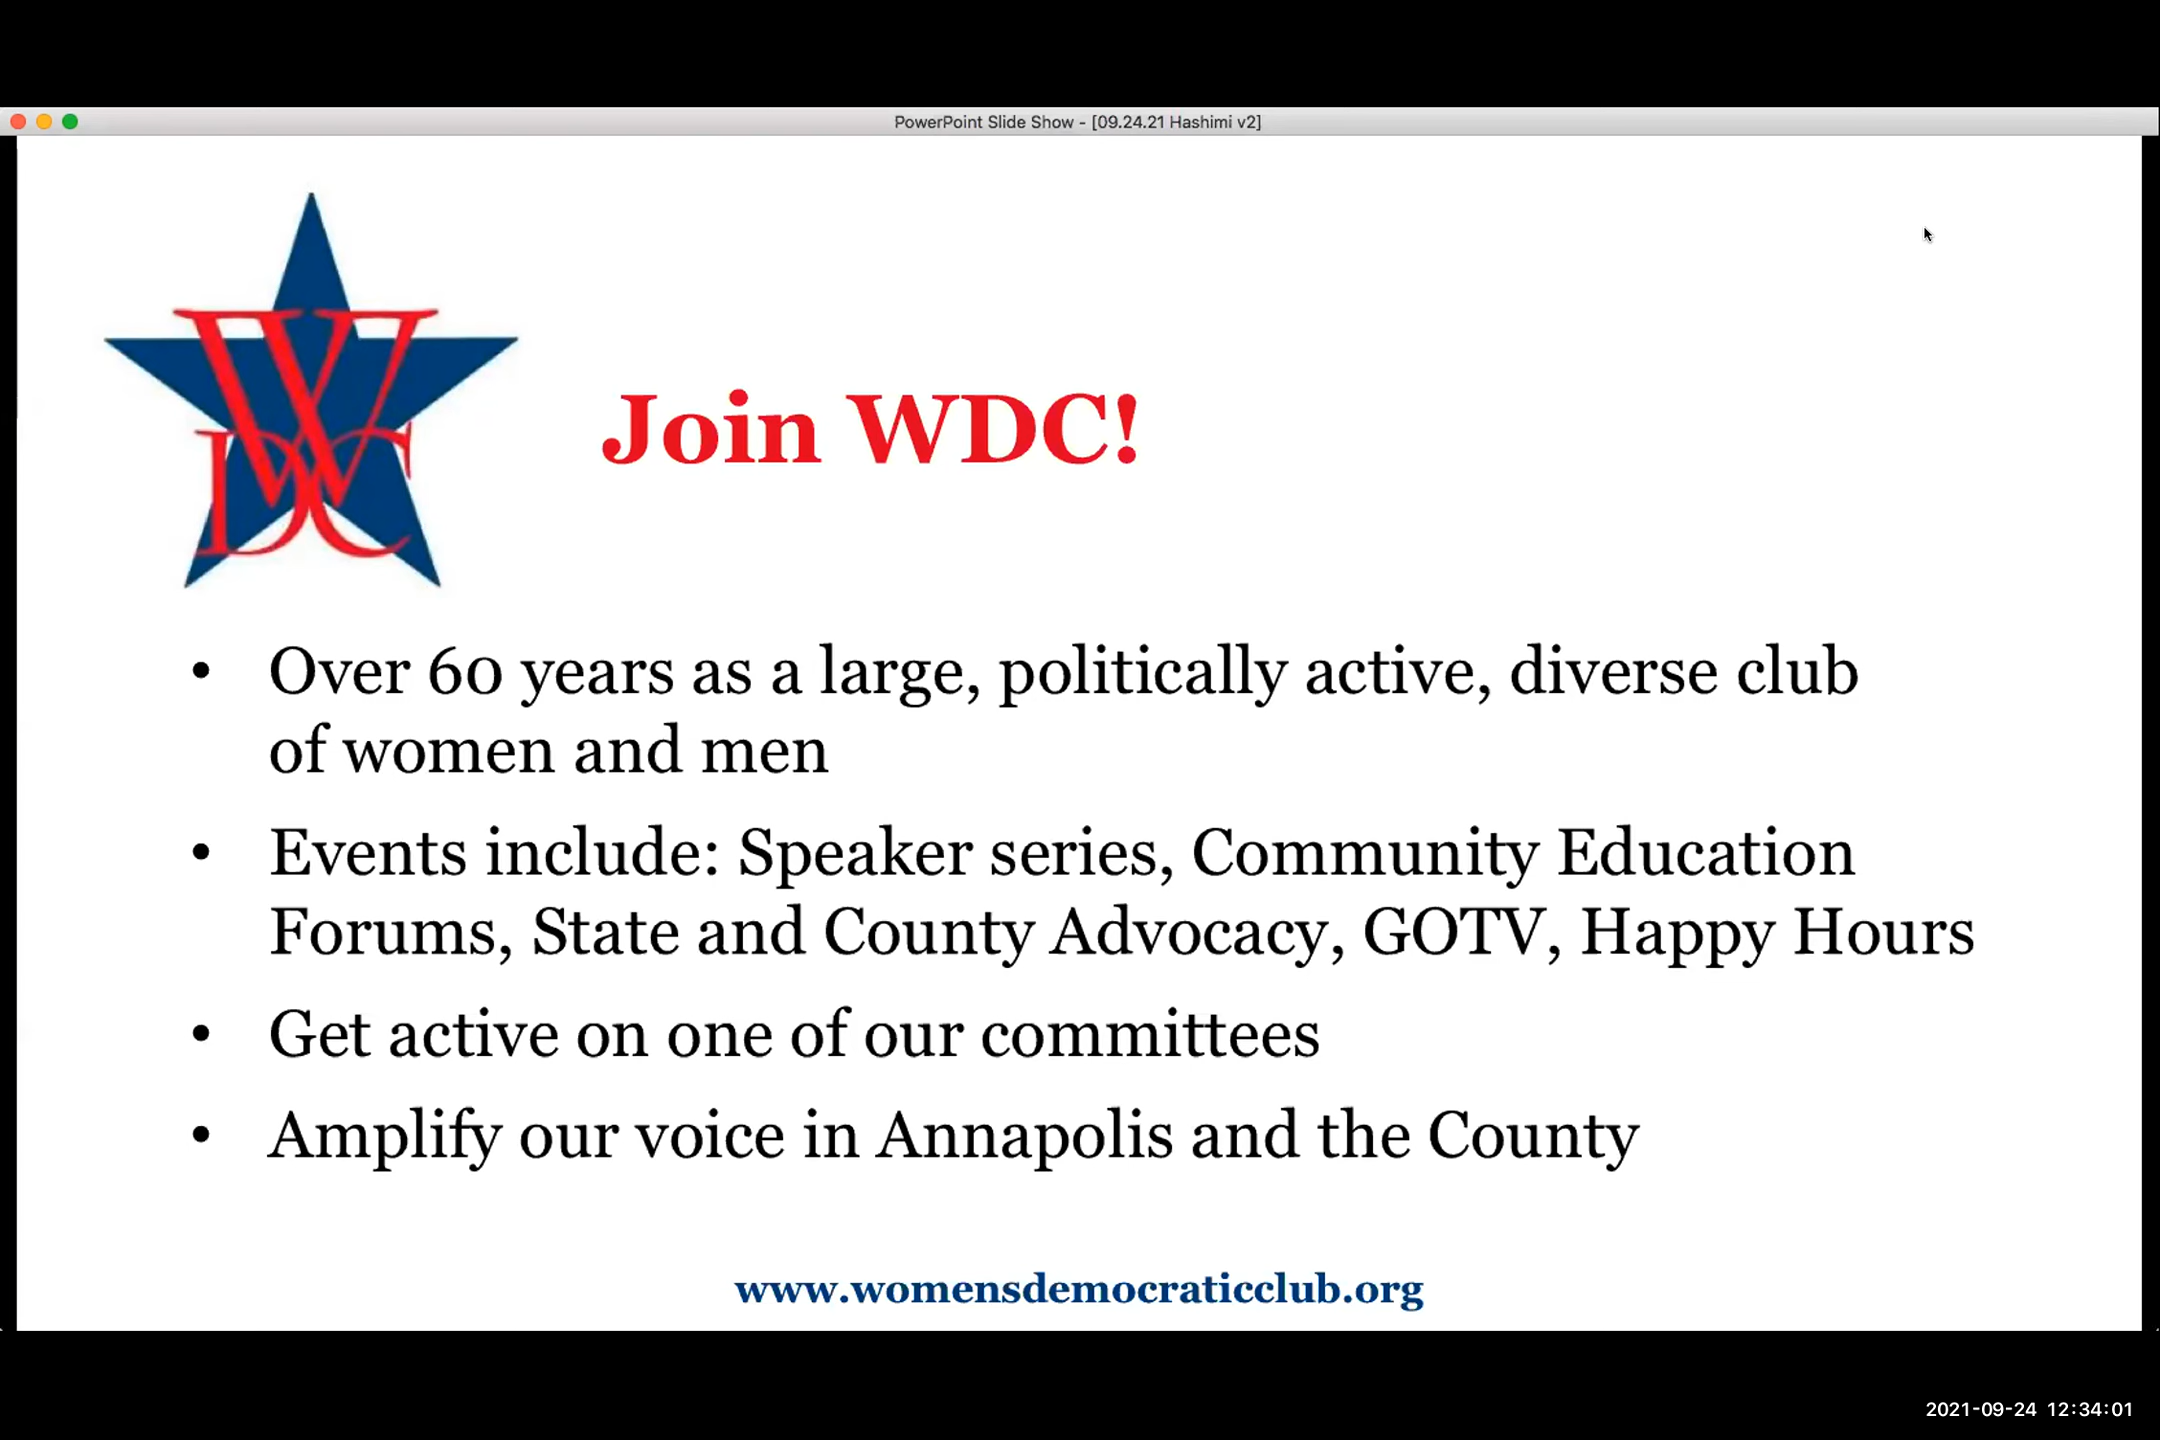 PowerPoint Slide Show - [09.24.21 Hashimi v2]
WDC
Join WDC!
• Over 60 years as a large, politically active, diverse club
of women and men
• Events include: Speaker series, Community Education
Forums, State and County Advocacy, GOTV, Happy Hours
• Get active on one of our committees
• Amplify our voice in Annapolis and the County
www.womensdemocraticclub.org
2021-09-24 12:34:01